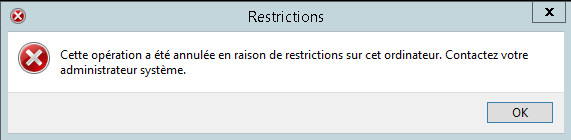 Restrictions
x
Cette opération a été annulée en raison de restrictions sur cet ordinateur. Contactez votre
administrateur système.
OK